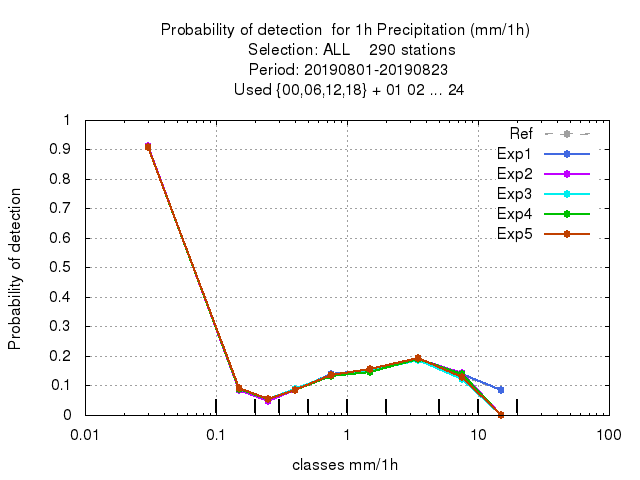 Probability of detection  for 1h Precipitation (mm/1h)
Selection: ALL    290 stations
Period: 20190801-20190823
Used {00,06,12,18} + 01 02 ... 24
Ref
Exp1
Exp2
Exp3
Exp4
Exp5
Probability of detection
1
0.9
0.8
0.7
0.6
0.5
0.4
0.3
0.2
0.1
0
0.01 0.1 1 10 100
classes mm/1h